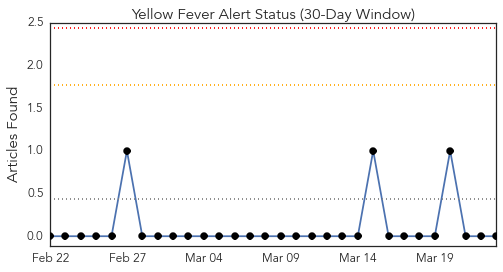 Yellow Fever Alert Status (30-Day Window)
Articles Found
2.5
2.0
1.5
1.0
0.5
0.0
Feb 22 Feb 27 Mar 04 Mar 09 Mar 14 Mar 19